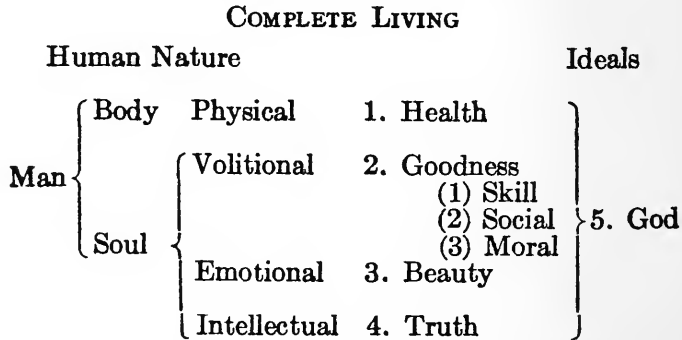 COMPLETE LIVING
Human Nature Ideals
Body Physical 1. Health
Volitional 2. Goodness
Man (1) Skill
(2) Social 5. God
Soul (3) Moral
Emotional 3. Beauty
Intellectual 4. Truth